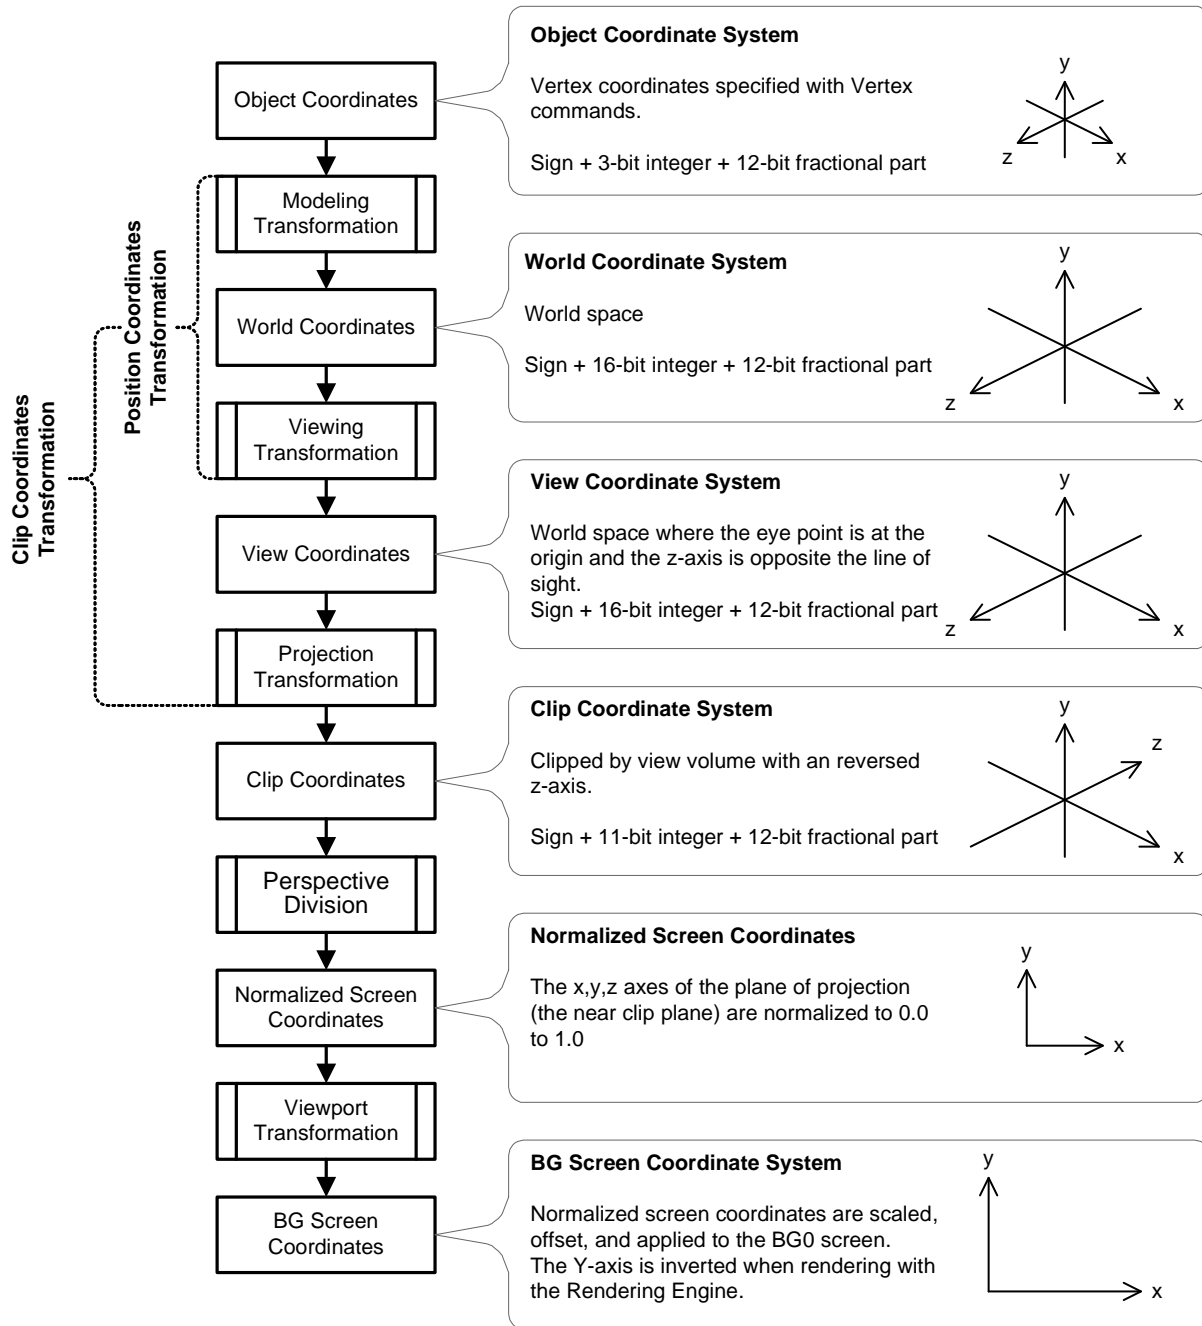 Object Coordinates
Object Coordinate System
Vertex coordinates specified with Vertex
commands.
Sign + 3-bit integer + 12-bit fractional part
y
z
x
Modeling
Transformation
Position Coordinates
Transformation
Clip Coordinates
Transformation
World Coordinates
World Coordinate System
World space
Sign + 16-bit integer + 12-bit fractional part
y
z
x
Viewing
Transformation
View Coordinates
View Coordinate System
World space where the eye point is at the
origin and the z-axis is opposite the line of
sight.
Sign + 16-bit integer + 12-bit fractional part
y
z
x
Projection
Transformation
Clip Coordinates
Clip Coordinate System
Clipped by view volume with an reversed
z-axis.
Sign + 11-bit integer + 12-bit fractional part
y
z
x
Perspective
Division
Normalized Screen
Coordinates
Normalized Screen Coordinates
The x,y,z axes of the plane of projection
(the near clip plane) are normalized to 0.0
to 1.0
y
x
Viewport
Transformation
BG Screen
Coordinates
BG Screen Coordinate System
Normalized screen coordinates are scaled,
offset, and applied to the BG0 screen.
The Y-axis is inverted when rendering with
the Rendering Engine.
y
x